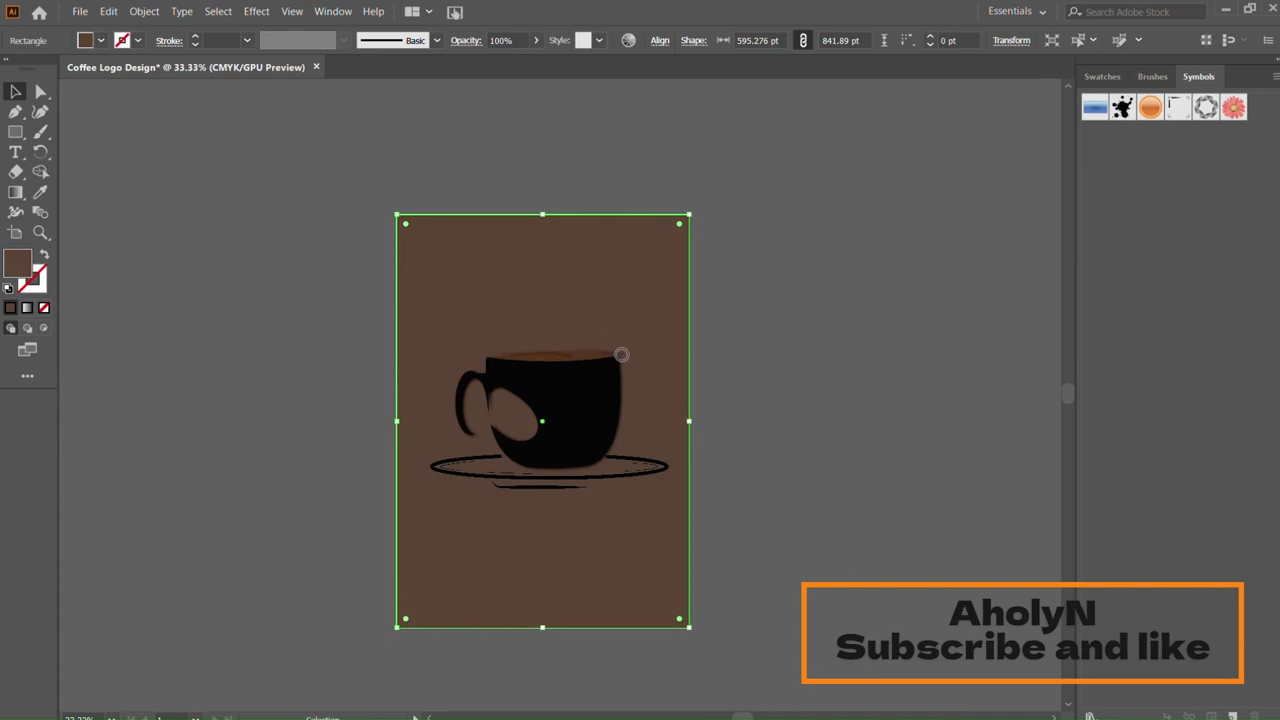 File Edit Object Type Select Effect View Window Help Essentials Search Adobe Stock
Rectangle Stroke: Basic Opacity: 100% Style: Align Shape: 595.276 pt 841.89 pt 0 pt Transform
Coffee Logo Design* @ 33.33% (CMYK/GPU Preview)
Swatches Brushes Symbols
AholyN
Subscribe and like